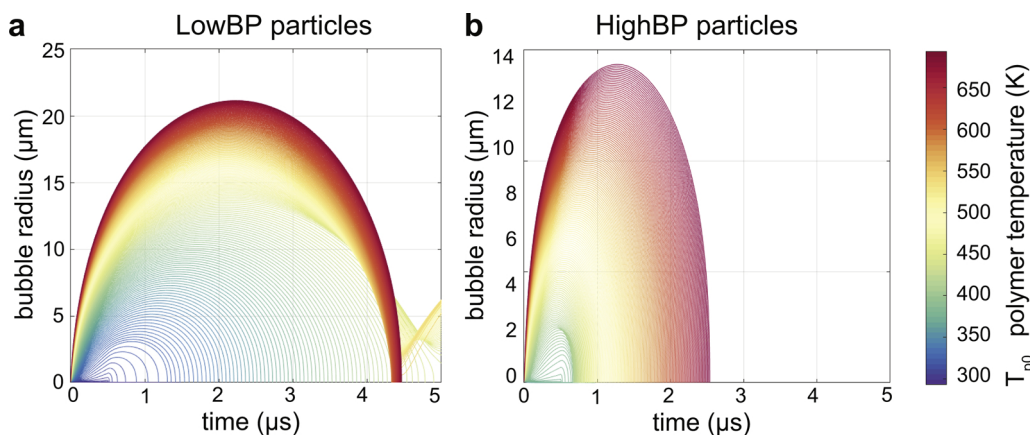 a LowBP particles
25
20
15
10
5
0
bubble radius (μm)
0 1 2 3 4 5
time (μs)
b HighBP particles
14
12
10
8
6
4
2
0
bubble radius (μm)
0 1 2 3 4 5
time (μs)
650
600
550
500
450
400
350
300
T_p0 polymer temperature (K)